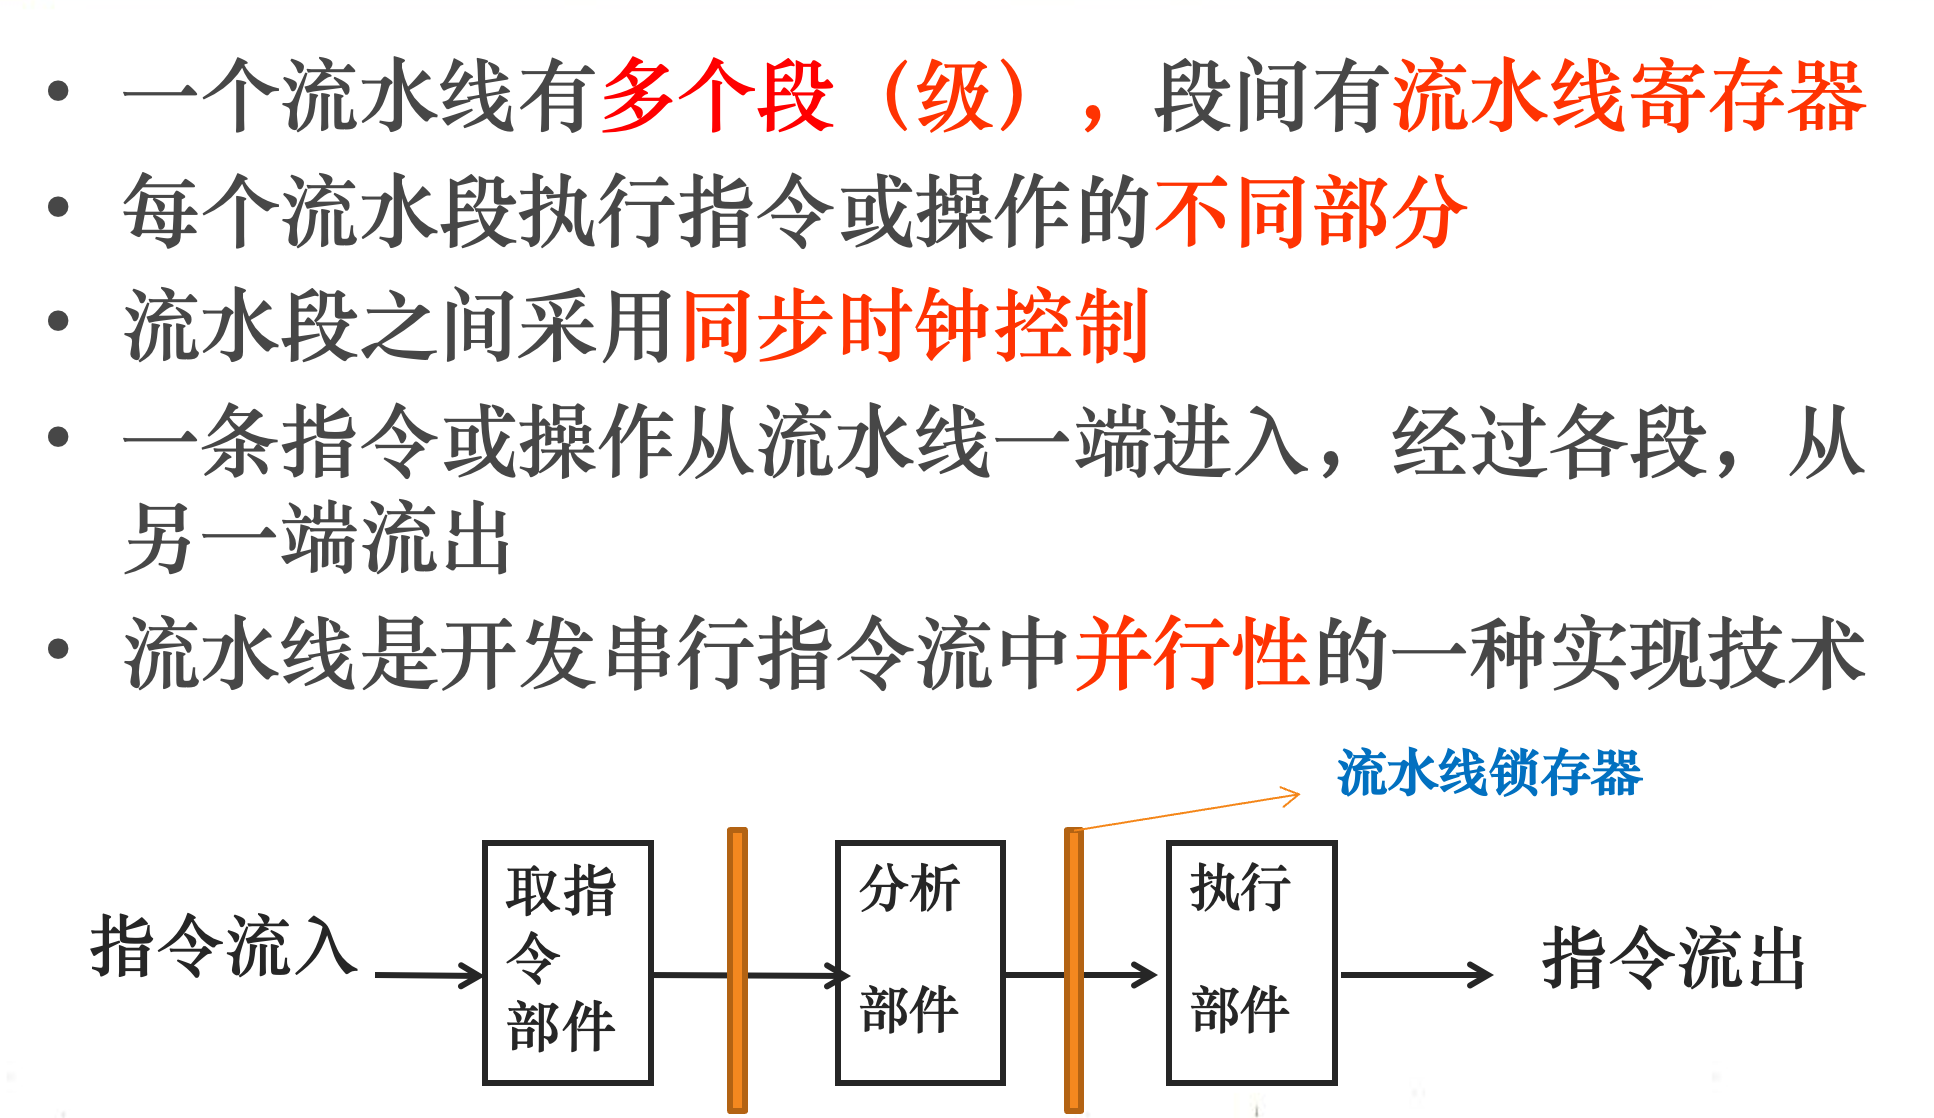 • 一个流水线有多个段（级），段间有流水线寄存器
• 每个流水段执行指令或操作的不同部分
• 流水段之间采用同步时钟控制
• 一条指令或操作从流水线一端进入，经过各段，从
另一端流出
• 流水线是开发串行指令流中并行性的一种实现技术
流水线锁存器
指令流入
取指
令
部件
分析
部件
执行
部件
指令流出